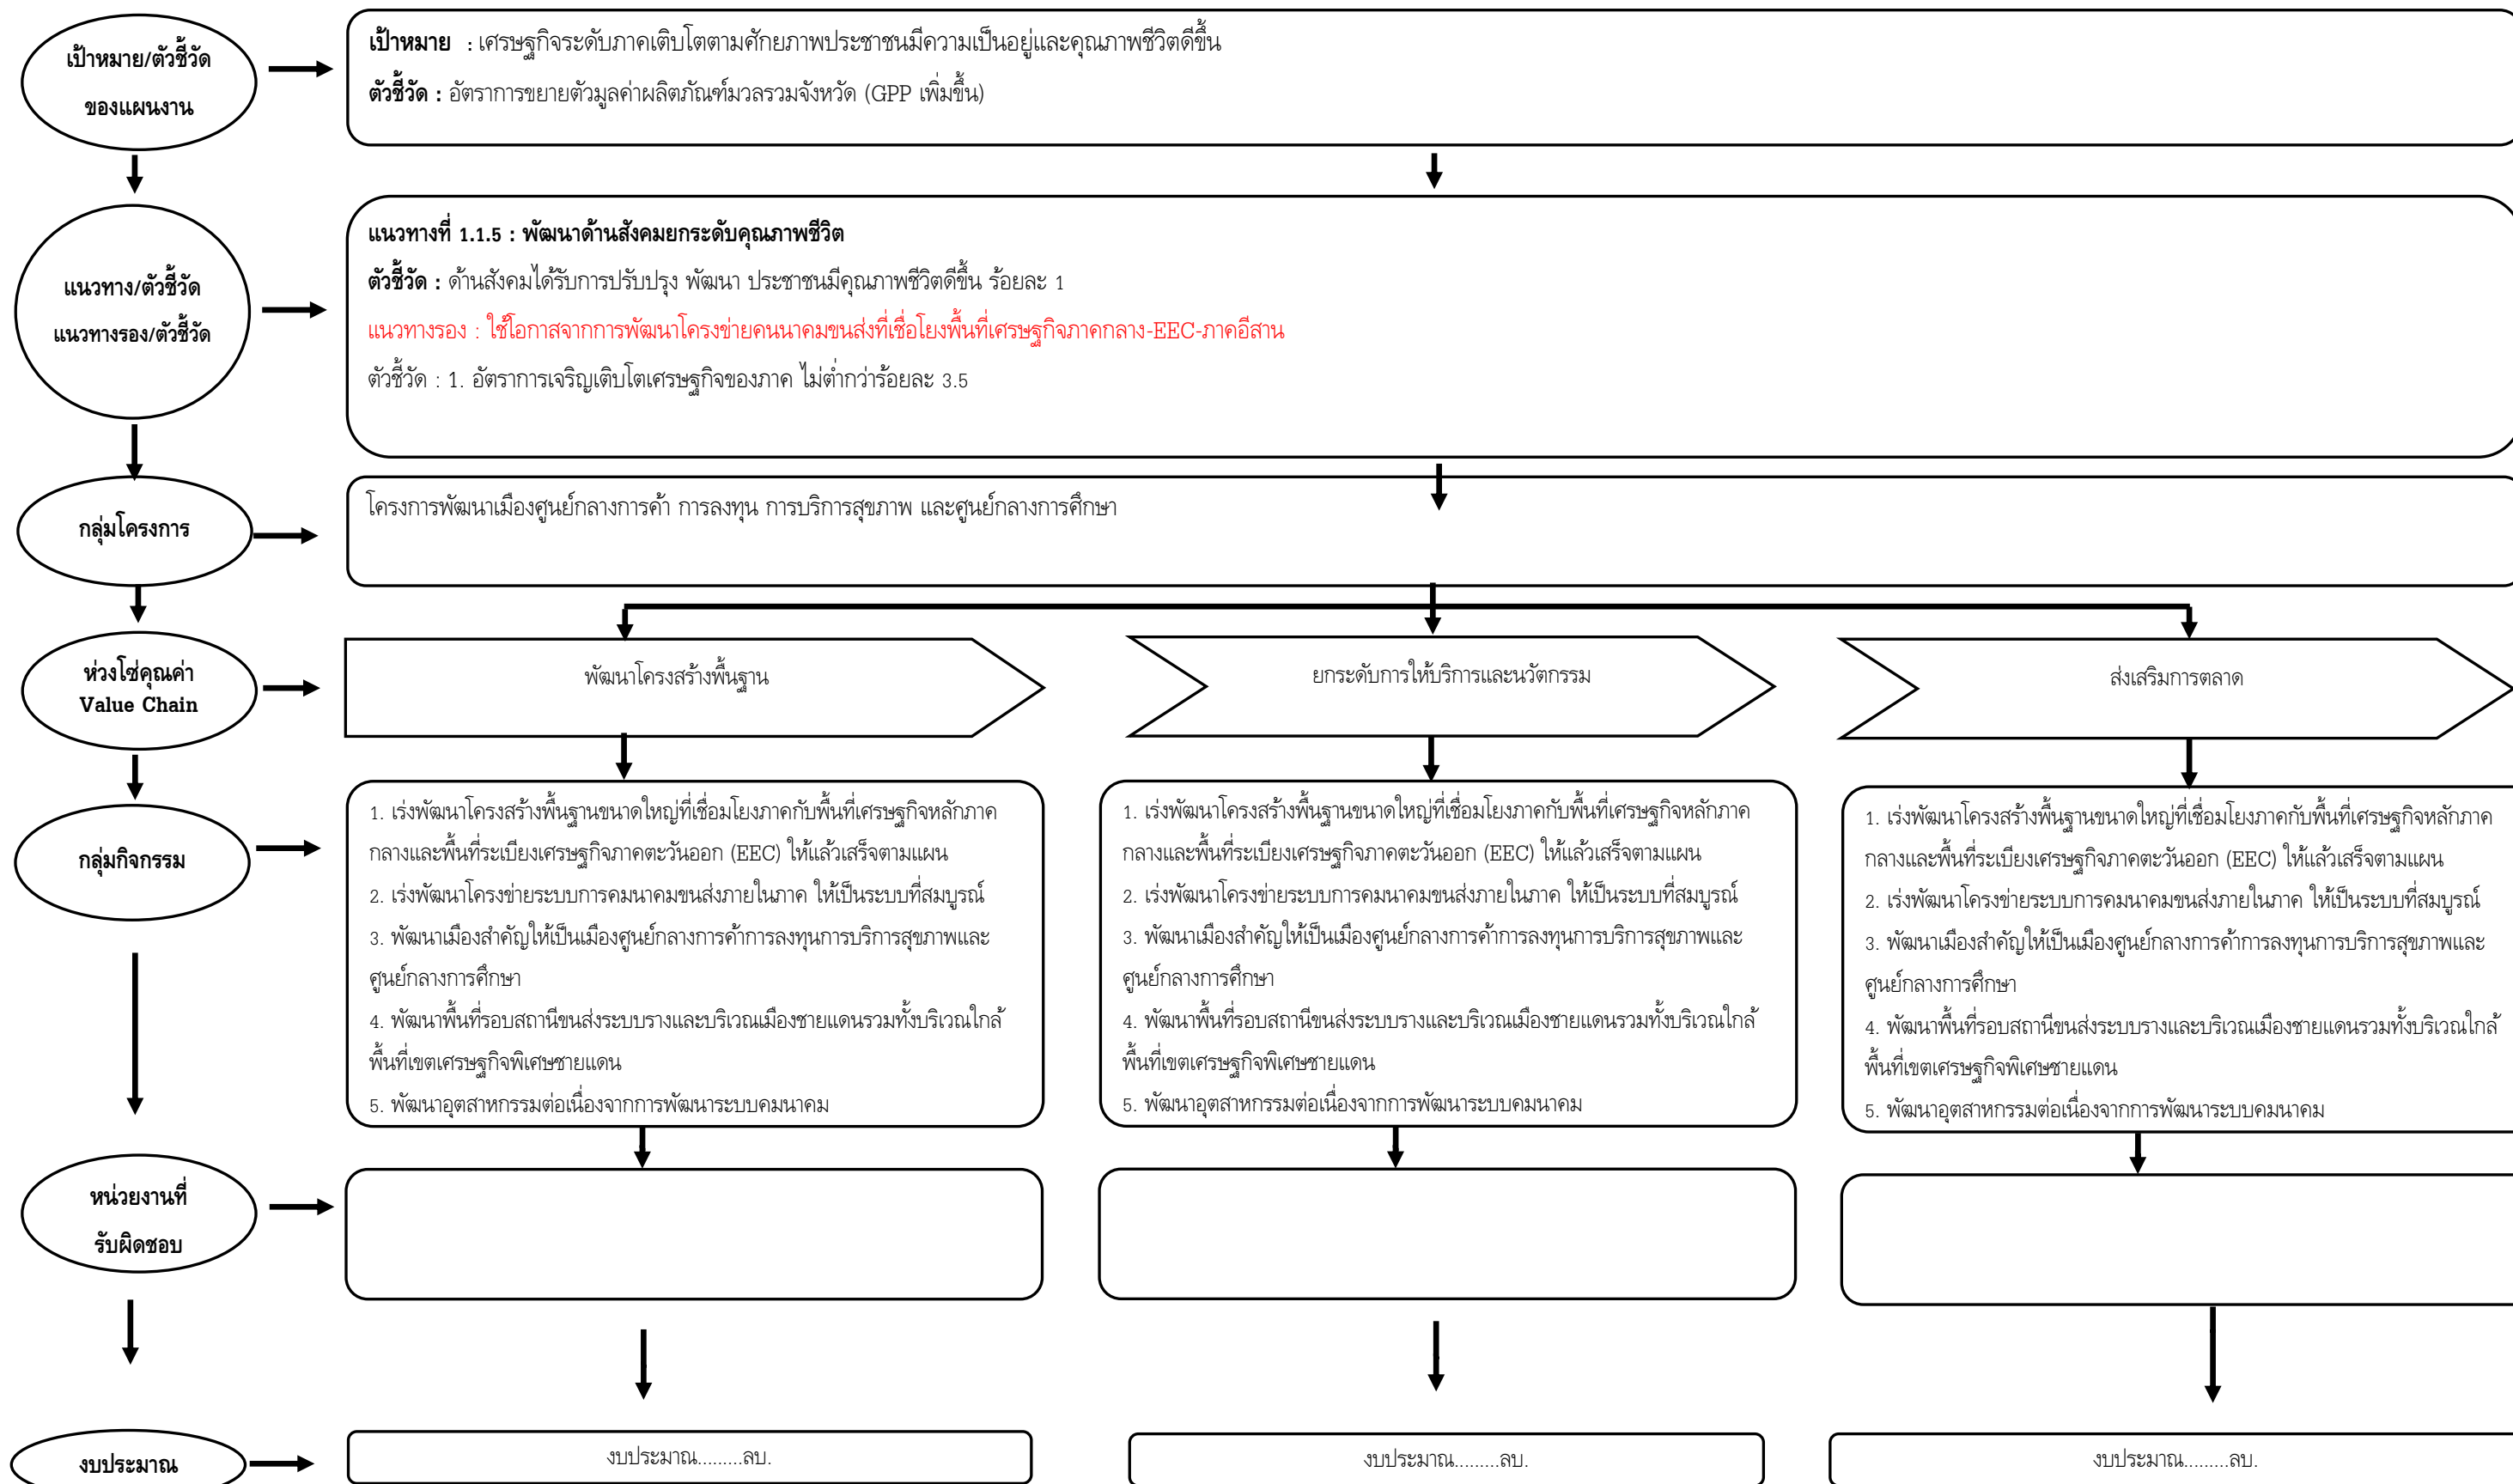 เป้าหมาย/ตัวชี้วัด
ของแผนงาน
เป้าหมาย : เศรษฐกิจระดับภาคเติบโตตามศักยภาพประชาชนมีความเป็นอยู่และคุณภาพชีวิตดีขึ้น
ตัวชี้วัด : อัตราการขยายตัวมูลค่าผลิตภัณฑ์มวลรวมจังหวัด (GPP เพิ่มขึ้น)
แนวทาง/ตัวชี้วัด
แนวทางรอง/ตัวชี้วัด
แนวทางที่ 1.1.5 : พัฒนาด้านสังคมยกระดับคุณภาพชีวิต
ตัวชี้วัด : ด้านสังคมได้รับการปรับปรุง พัฒนา ประชาชนมีคุณภาพชีวิตดีขึ้น ร้อยละ 1
แนวทางรอง : ใช้โอกาสจากการพัฒนาโครงข่ายคนนาคมขนส่งที่เชื่อโยงพื้นที่เศรษฐกิจภาคกลาง-EEC-ภาคอีสาน
ตัวชี้วัด : 1. อัตราการเจริญเติบโตเศรษฐกิจของภาค ไม่ต่ำกว่าร้อยละ 3.5
กลุ่มโครงการ
โครงการพัฒนาเมืองศูนย์กลางการค้า การลงทุน การบริการสุขภาพ และศูนย์กลางการศึกษา
ห่วงโซ่คุณค่า
Value Chain
พัฒนาโครงสร้างพื้นฐาน
ยกระดับการให้บริการและนวัตกรรม
ส่งเสริมการตลาด
กลุ่มกิจกรรม
1. เร่งพัฒนาโครงสร้างพื้นฐานขนาดใหญ่ที่เชื่อมโยงภาคกับพื้นที่เศรษฐกิจหลักภาค
กลางและพื้นที่ระเบียงเศรษฐกิจภาคตะวันออก (EEC) ให้แล้วเสร็จตามแผน
2. เร่งพัฒนาโครงข่ายระบบการคมนาคมขนส่งภายในภาค ให้เป็นระบบที่สมบูรณ์
3. พัฒนาเมืองสำคัญให้เป็นเมืองศูนย์กลางการค้าการลงทุนการบริการสุขภาพและ
ศูนย์กลางการศึกษา
4. พัฒนาพื้นที่รอบสถานีขนส่งระบบรางและบริเวณเมืองชายแดนรวมทั้งบริเวณใกล้
พื้นที่เขตเศรษฐกิจพิเศษชายแดน
5. พัฒนาอุตสาหกรรมต่อเนื่องจากการพัฒนาระบบคมนาคม
1. เร่งพัฒนาโครงสร้างพื้นฐานขนาดใหญ่ที่เชื่อมโยงภาคกับพื้นที่เศรษฐกิจหลักภาค
กลางและพื้นที่ระเบียงเศรษฐกิจภาคตะวันออก (EEC) ให้แล้วเสร็จตามแผน
2. เร่งพัฒนาโครงข่ายระบบการคมนาคมขนส่งภายในภาค ให้เป็นระบบที่สมบูรณ์
3. พัฒนาเมืองสำคัญให้เป็นเมืองศูนย์กลางการค้าการลงทุนการบริการสุขภาพและ
ศูนย์กลางการศึกษา
4. พัฒนาพื้นที่รอบสถานีขนส่งระบบรางและบริเวณเมืองชายแดนรวมทั้งบริเวณใกล้
พื้นที่เขตเศรษฐกิจพิเศษชายแดน
5. พัฒนาอุตสาหกรรมต่อเนื่องจากการพัฒนาระบบคมนาคม
1. เร่งพัฒนาโครงสร้างพื้นฐานขนาดใหญ่ที่เชื่อมโยงภาคกับพื้นที่เศรษฐกิจหลักภาค
กลางและพื้นที่ระเบียงเศรษฐกิจภาคตะวันออก (EEC) ให้แล้วเสร็จตามแผน
2. เร่งพัฒนาโครงข่ายระบบการคมนาคมขนส่งภายในภาค ให้เป็นระบบที่สมบูรณ์
3. พัฒนาเมืองสำคัญให้เป็นเมืองศูนย์กลางการค้าการลงทุนการบริการสุขภาพและ
ศูนย์กลางการศึกษา
4. พัฒนาพื้นที่รอบสถานีขนส่งระบบรางและบริเวณเมืองชายแดนรวมทั้งบริเวณใกล้
พื้นที่เขตเศรษฐกิจพิเศษชายแดน
5. พัฒนาอุตสาหกรรมต่อเนื่องจากการพัฒนาระบบคมนาคม
หน่วยงานที่
รับผิดชอบ
งบประมาณ
งบประมาณ.........ลบ.
งบประมาณ.........ลบ.
งบประมาณ.........ลบ.